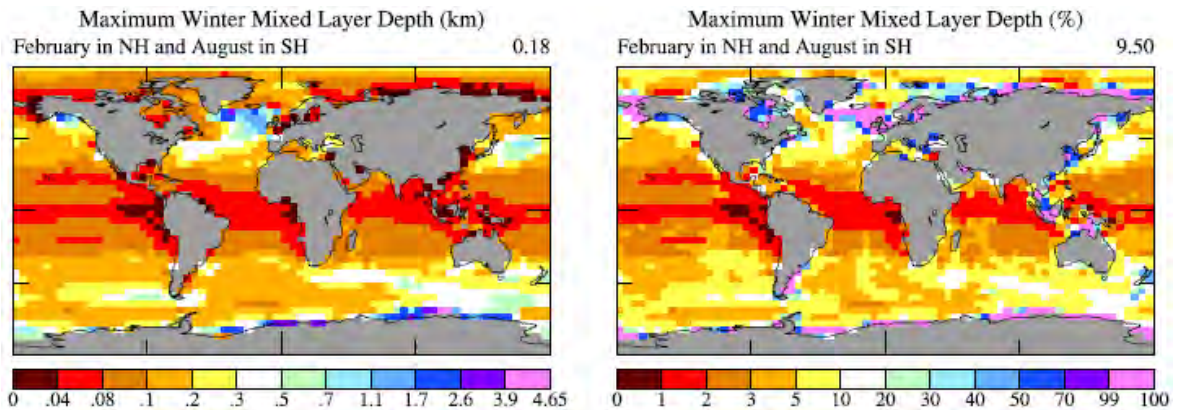 Maximum Winter Mixed Layer Depth (km)
February in NH and August in SH 0.18
0 .04 .08 .1 .2 .3 .5 .7 1.1 1.7 2.6 3.9 4.65
Maximum Winter Mixed Layer Depth (%)
February in NH and August in SH 9.50
0 1 2 3 5 10 20 30 40 50 70 99 100